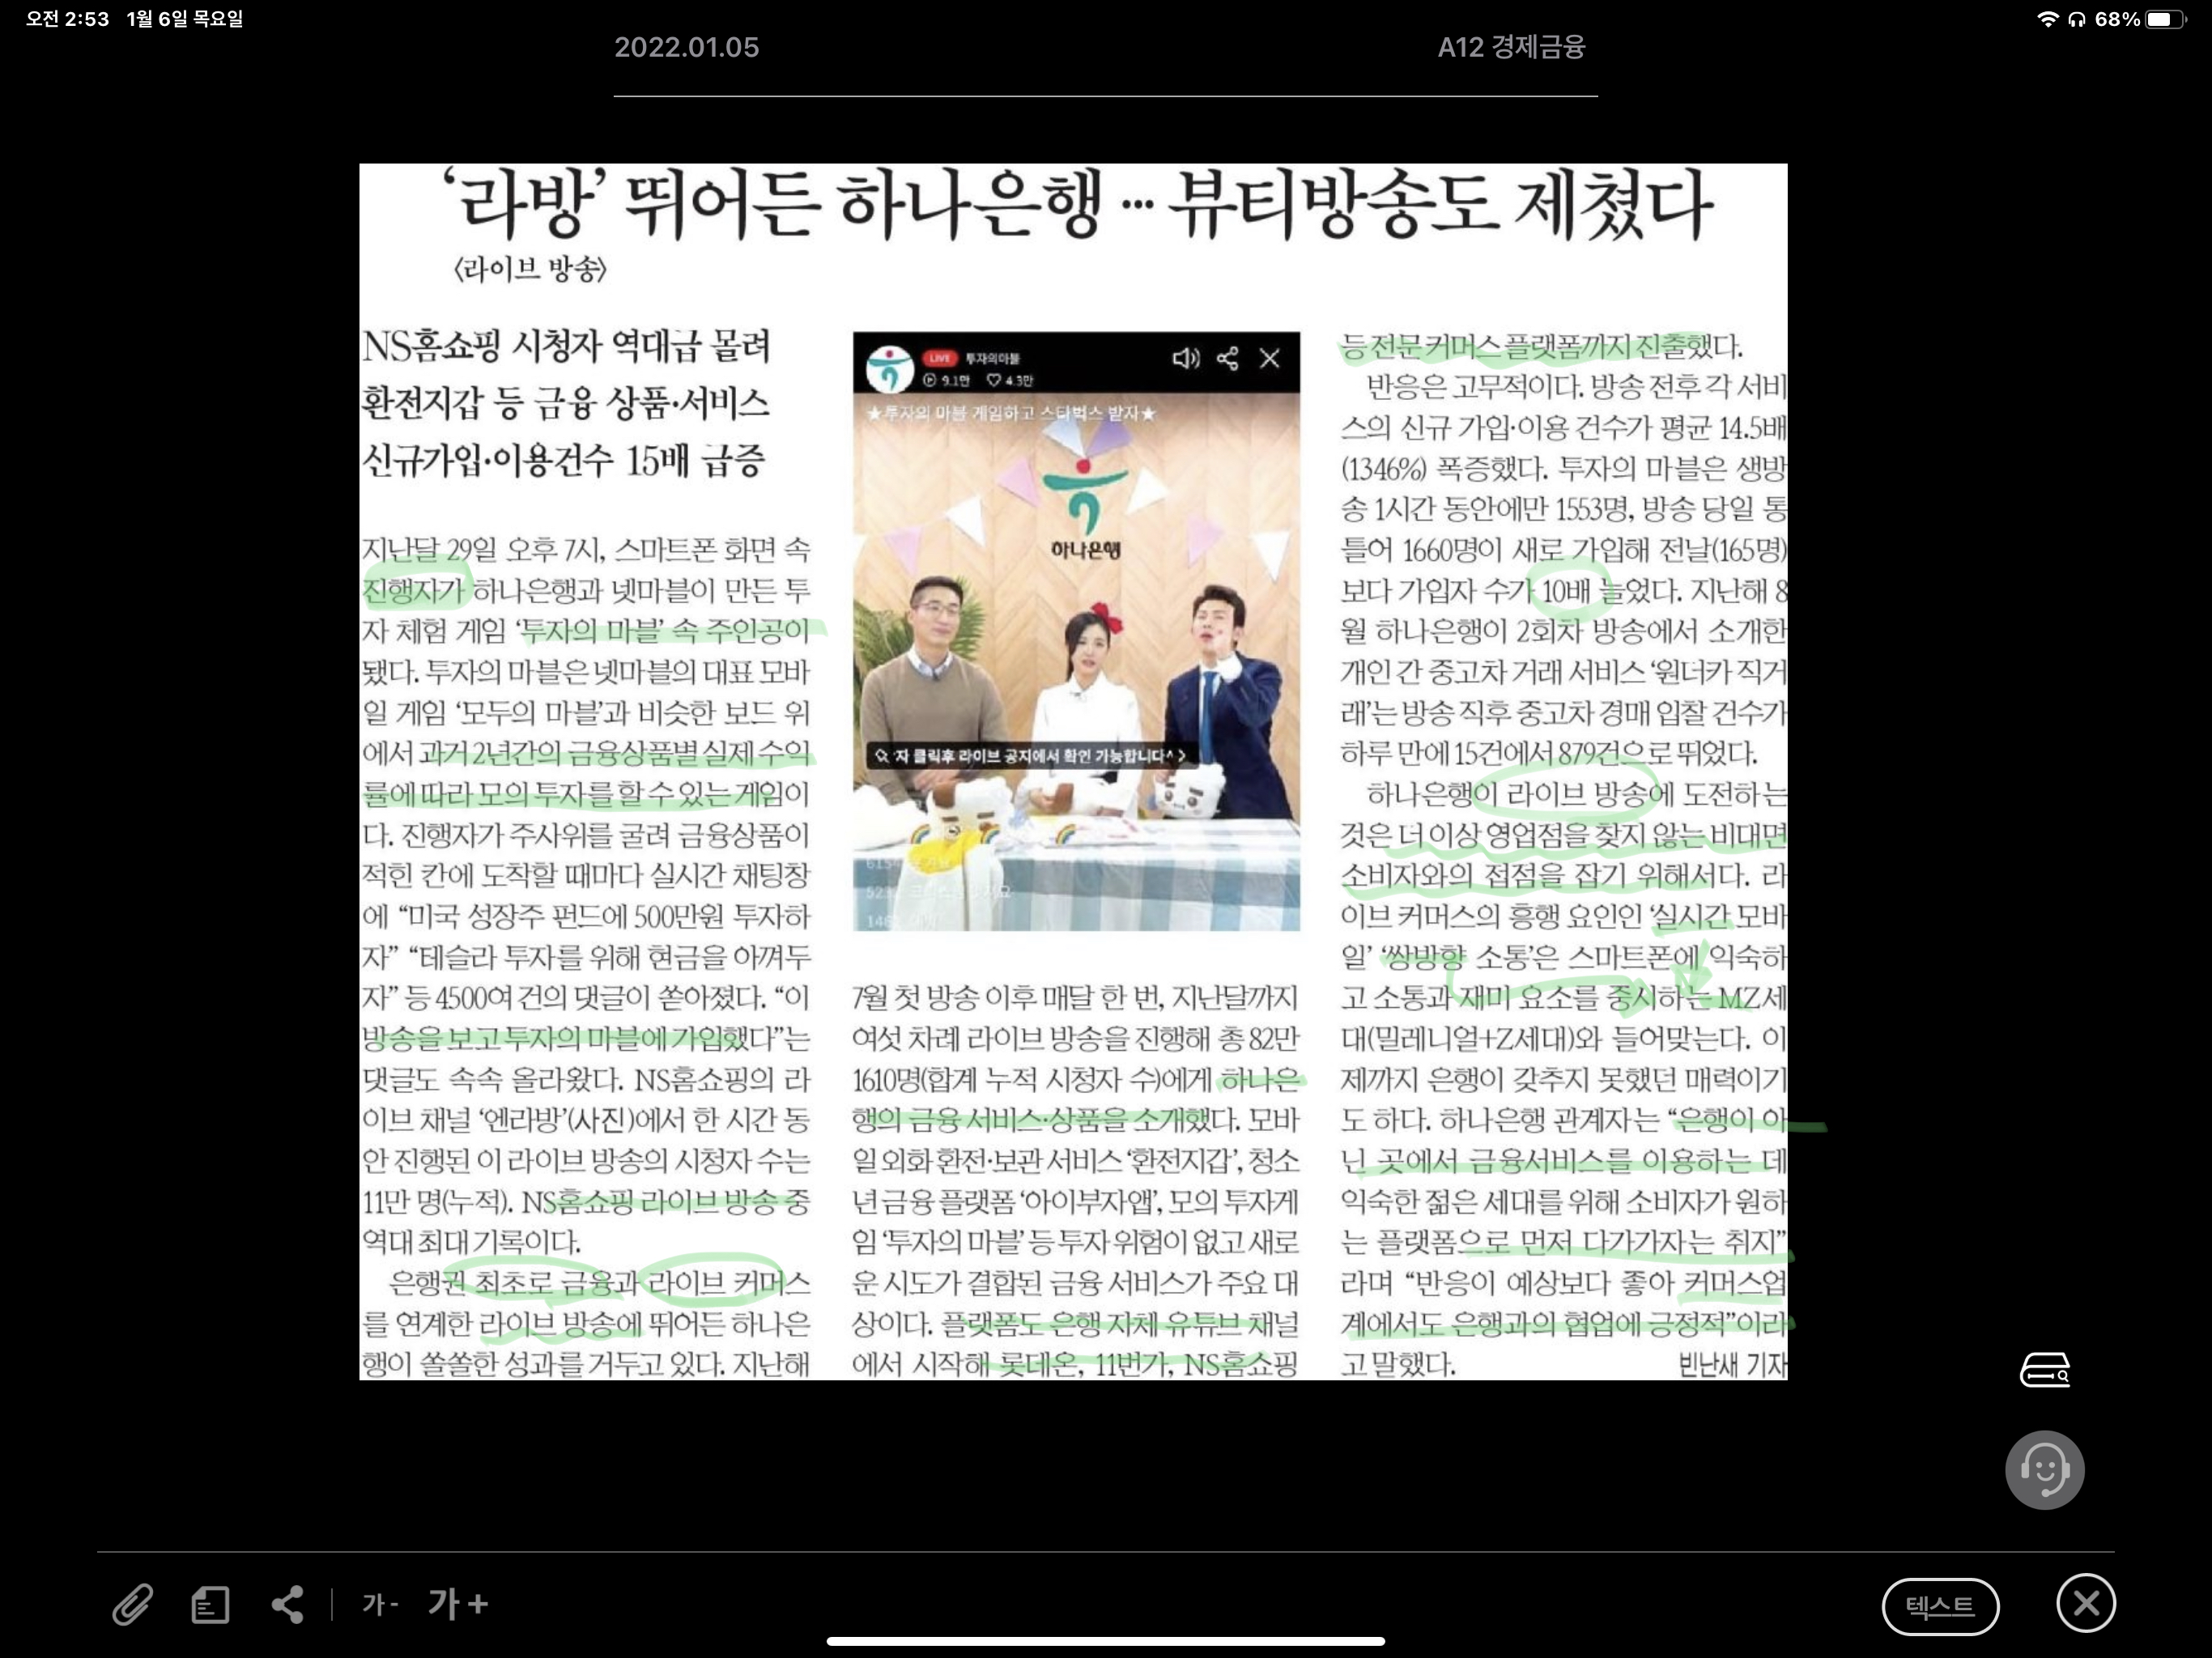 오전 2:53 1월 6일 목요일
68%
2022.01.05
A12 경제금융
‘라방’ 뛰어든 하나은행 … 뷰티방송도 제쳤다
〈라이브 방송〉
NS홈쇼핑 시청자 역대급 몰려
환전지갑 등 금융 상품·서비스
신규가입·이용건수 15배 급증
지난달 29일 오후 7시, 스마트폰 화면 속
진행자가 하나은행과 넷마블이 만든 투
자 체험 게임 ‘투자의 마블’ 속 주인공이
됐다. 투자의 마블은 넷마블의 대표 모바
일 게임 ‘모두의 마블’과 비슷한 보드 위
에서 과거 2년간의 금융상품별 실제 수익
률에 따라 모의 투자를 할 수 있는 게임이
다. 진행자가 주사위를 굴려 금융상품이
적힌 칸에 도착할 때마다 실시간 채팅창
에 “미국 성장주 펀드에 500만원 투자하
자” “테슬라 투자를 위해 현금을 아껴두
자” 등 4500여 건의 댓글이 쏟아졌다. “이
방송을 보고 투자의 마블에 가입했다”는
댓글도 속속 올라왔다. NS홈쇼핑의 라
이브 채널 ‘엔라방’(사진)에서 한 시간 동
안 진행된 이 라이브 방송의 시청자 수는
11만 명(누적). NS홈쇼핑 라이브 방송 중
역대 최대 기록이다.
은행권 최초로 금융과 라이브 커머스
를 연계한 라이브 방송에 뛰어든 하나은
행이 쏠쏠한 성과를 거두고 있다. 지난해
LIVE 투자의마블
9.1만 4.3만
★투자의 마블 게임하고 스타벅스 받자★
하나은행
자 클릭후 라이브 공지에서 확인 가능합니다^ >
7월 첫 방송 이후 매달 한 번, 지난달까지
여섯 차례 라이브 방송을 진행해 총 82만
1610명(합계 누적 시청자 수)에게 하나은
행의 금융 서비스·상품을 소개했다. 모바
일 외화 환전·보관 서비스 ‘환전지갑’, 청소
년 금융 플랫폼 ‘아이부자앱’, 모의 투자게
임 ‘투자의 마블’ 등 투자 위험이 없고 새로
운 시도가 결합된 금융 서비스가 주요 대
상이다. 플랫폼도 은행 자체 유튜브 채널
에서 시작해 롯데온, 11번가, NS홈쇼핑
등 전문 커머스 플랫폼까지 진출했다.
반응은 고무적이다. 방송 전후 각 서비
스의 신규 가입·이용 건수가 평균 14.5배
(1346%) 폭증했다. 투자의 마블은 생방
송 1시간 동안에만 1553명, 방송 당일 통
틀어 1660명이 새로 가입해 전날(165명)
보다 가입자 수가 10배 늘었다. 지난해 8
월 하나은행이 2회차 방송에서 소개한
개인 간 중고차 거래 서비스 ‘원더카 직거
래’는 방송 직후 중고차 경매 입찰 건수가
하루 만에 15건에서 879건으로 뛰었다.
하나은행이 라이브 방송에 도전하는
것은 더 이상 영업점을 찾지 않는 비대면
소비자와의 접점을 잡기 위해서다. 라
이브 커머스의 흥행 요인인 ‘실시간 모바
일’ ‘쌍방향 소통’은 스마트폰에 익숙하
고 소통과 재미 요소를 중시하는 MZ세
대(밀레니얼+Z세대)와 들어맞는다. 이
제까지 은행이 갖추지 못했던 매력이기
도 하다. 하나은행 관계자는 “은행이 아
닌 곳에서 금융서비스를 이용하는 데
익숙한 젊은 세대를 위해 소비자가 원하
는 플랫폼으로 먼저 다가가자는 취지”
라며 “반응이 예상보다 좋아 커머스업
계에서도 은행과의 협업에 긍정적”이라
고 말했다.
빈난새 기자
가- 가+
텍스트